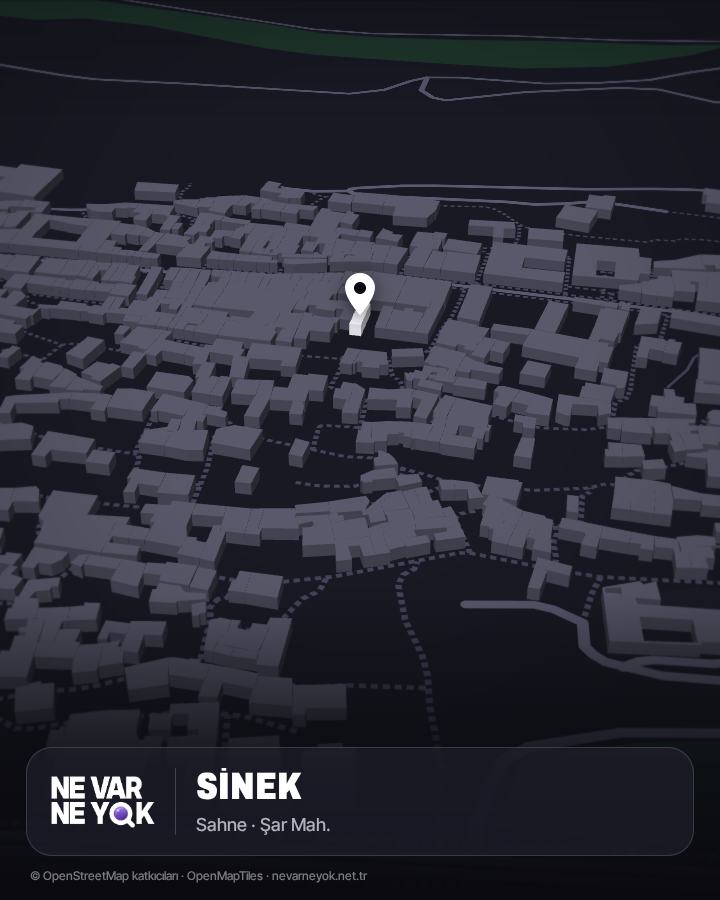 NE VAR
NE YOK
SİNEK
Sahne · Şar Mah.
© OpenStreetMap katkıcıları · OpenMapTiles · nevarneyok.net.tr